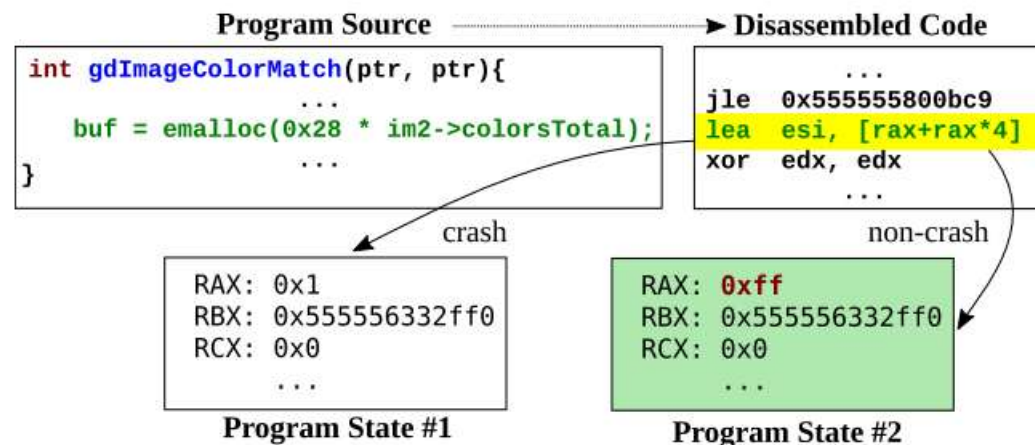 Program Source
Disassembled Code
int gdImageColorMatch(ptr, ptr){
...
buf = emalloc(0x28 * im2->colorsTotal);
...
}
...
jle 0x555555800bc9
lea esi, [rax+rax*4]
xor edx, edx
...
crash
non-crash
RAX: 0x1
RBX: 0x555556332ff0
RCX: 0x0
...
Program State #1
RAX: 0xff
RBX: 0x555556332ff0
RCX: 0x0
...
Program State #2